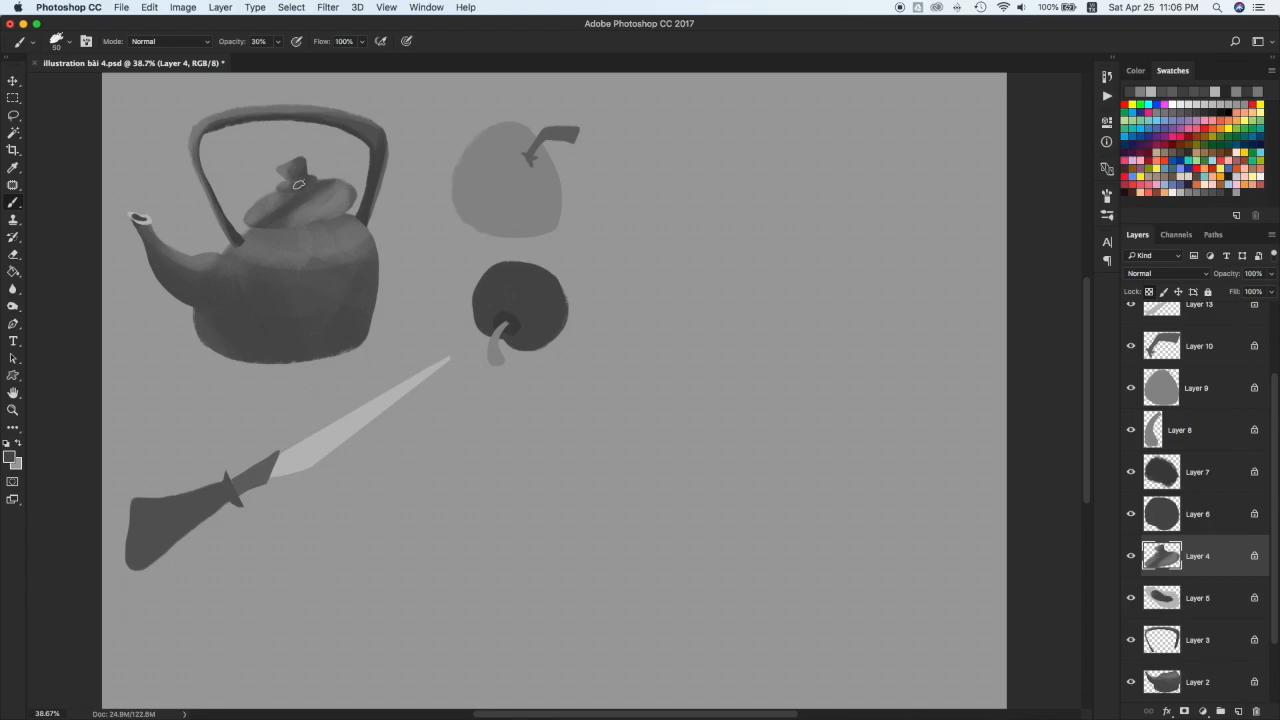 Photoshop CC File Edit Image Layer Type Select Filter 3D View Window Help 100% Sat Apr 25 11:06 PM
Adobe Photoshop CC 2017
50 Mode: Normal Opacity: 30% Flow: 100%
illustration bài 4.psd @ 38.7% (Layer 4, RGB/8) *
Color Swatches
Layers Channels Paths
Kind
Normal Opacity: 100%
Lock: Fill: 100%
Layer 13
Layer 10
Layer 9
Layer 8
Layer 7
Layer 6
Layer 4
Layer 5
Layer 3
Layer 2
38.67% Doc: 24.9M/122.5M